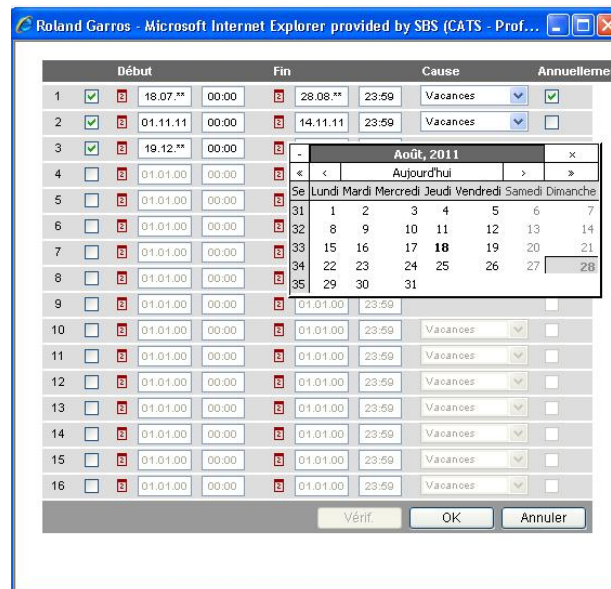 Roland Garros - Microsoft Internet Explorer provided by SBS (CATS - Prof...
Début Fin Cause Annuelleme
1 18.07.** 00:00 28.08.** 23:59 Vacances
2 01.11.11 00:00 14.11.11 23:59 Vacances
3 19.12.** 00:00
- Août, 2011 ×
« ‹ Aujourd'hui › »
Se Lundi Mardi Mercredi Jeudi Vendredi Samedi Dimanche
31 1 2 3 4 5 6 7
32 8 9 10 11 12 13 14
33 15 16 17 18 19 20 21
34 22 23 24 25 26 27 28
35 29 30 31
4 01.01.00 00:00
5 01.01.00 00:00
6 01.01.00 00:00
7 01.01.00 00:00
8 01.01.00 00:00
9 01.01.00 00:00 01.01.00 23:59
10 01.01.00 00:00 01.01.00 23:59 Vacances
11 01.01.00 00:00 01.01.00 23:59 Vacances
12 01.01.00 00:00 01.01.00 23:59 Vacances
13 01.01.00 00:00 01.01.00 23:59 Vacances
14 01.01.00 00:00 01.01.00 23:59 Vacances
15 01.01.00 00:00 01.01.00 23:59 Vacances
16 01.01.00 00:00 01.01.00 23:59 Vacances
Vérif. OK Annuler